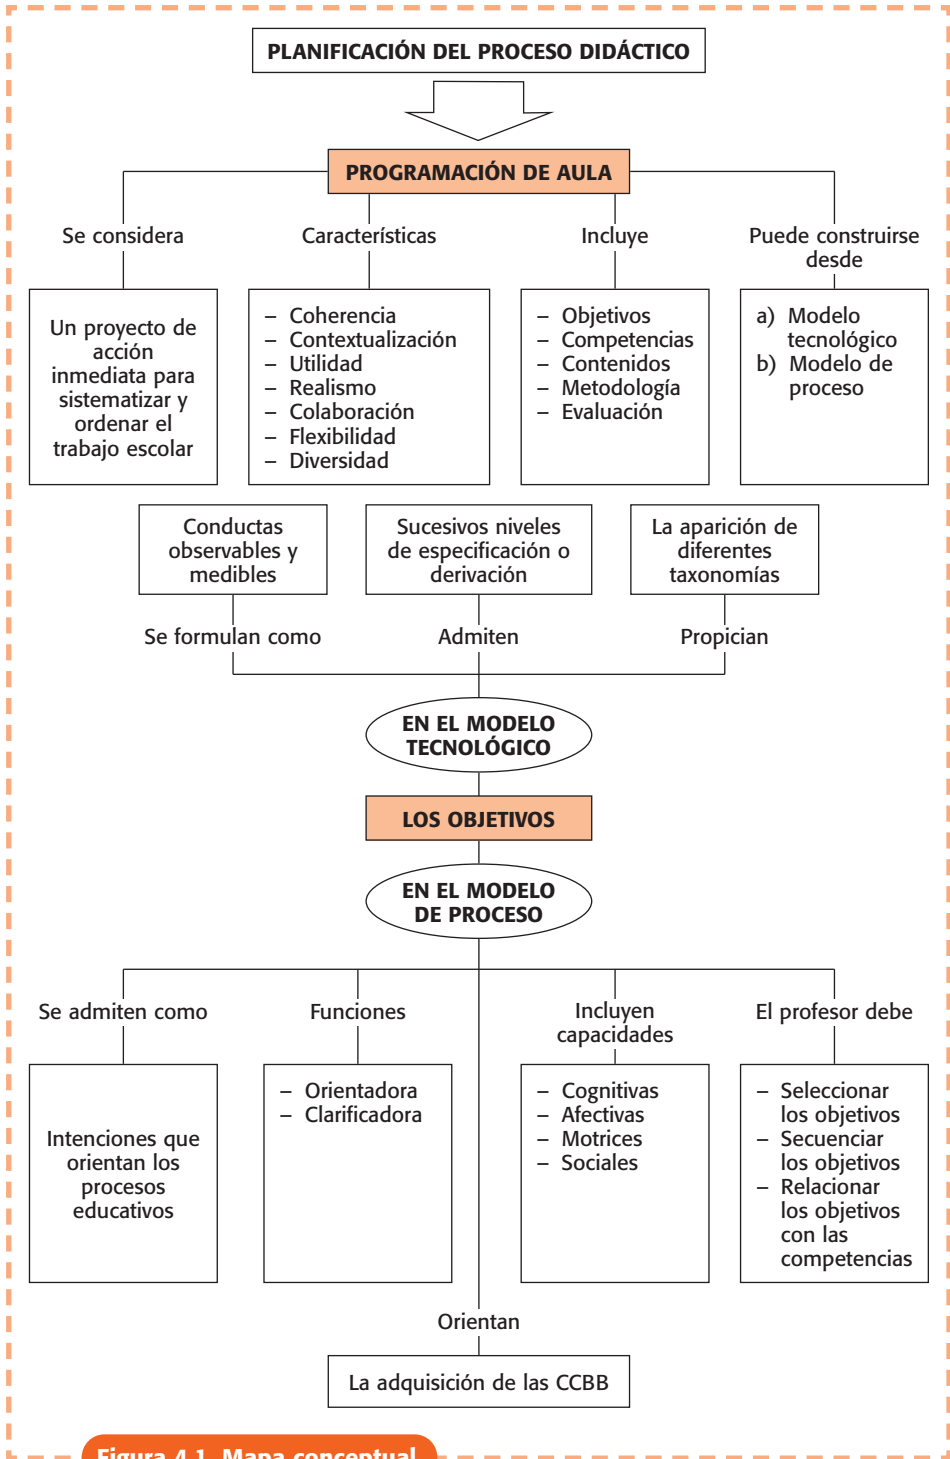 PLANIFICACIÓN DEL PROCESO DIDÁCTICO
PROGRAMACIÓN DE AULA
Se considera
Un proyecto de
acción
inmediata para
sistematizar y
ordenar el
trabajo escolar
Características
– Coherencia
– Contextualización
– Utilidad
– Realismo
– Colaboración
– Flexibilidad
– Diversidad
Incluye
– Objetivos
– Competencias
– Contenidos
– Metodología
– Evaluación
Puede construirse
desde
a) Modelo
tecnológico
b) Modelo de
proceso
Conductas
observables y
medibles
Se formulan como
Sucesivos niveles
de especificación o
derivación
Admiten
La aparición de
diferentes
taxonomías
Propician
EN EL MODELO
TECNOLÓGICO
LOS OBJETIVOS
EN EL MODELO
DE PROCESO
Se admiten como
Intenciones que
orientan los
procesos
educativos
Funciones
– Orientadora
– Clarificadora
Incluyen
capacidades
– Cognitivas
– Afectivas
– Motrices
– Sociales
El profesor debe
– Seleccionar
los objetivos
– Secuenciar
los objetivos
– Relacionar
los objetivos
con las
competencias
Orientan
La adquisición de las CCBB
Figura 4.1. Mapa conceptual